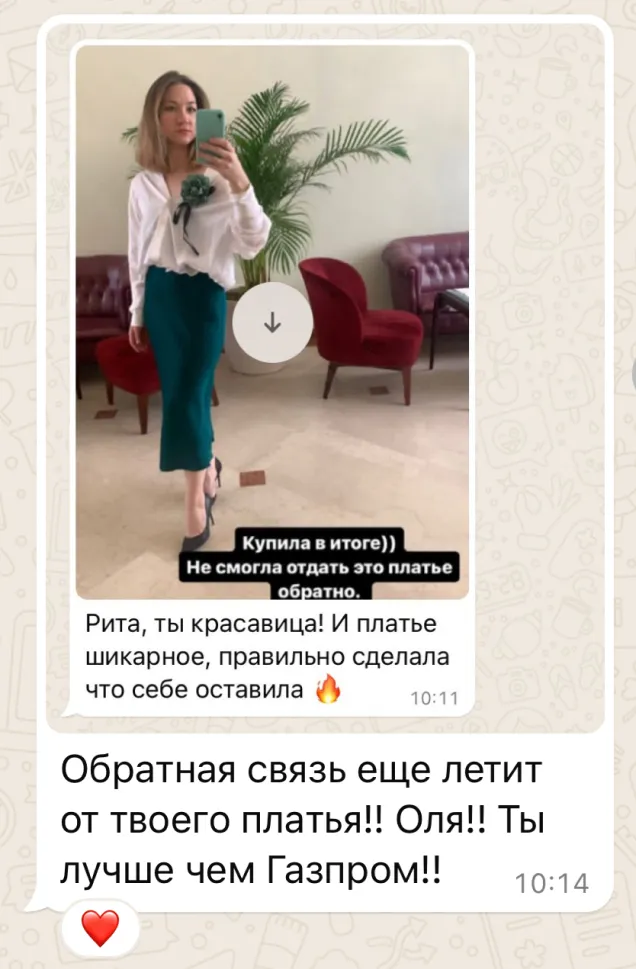 Купила в итоге))
Не смогла отдать это платье
обратно.
Рита, ты красавица! И платье
шикарное, правильно сделала
что себе оставила 🔥
10:11
Обратная связь еще летит
от твоего платья!! Оля!! Ты
лучше чем Газпром!!
10:14